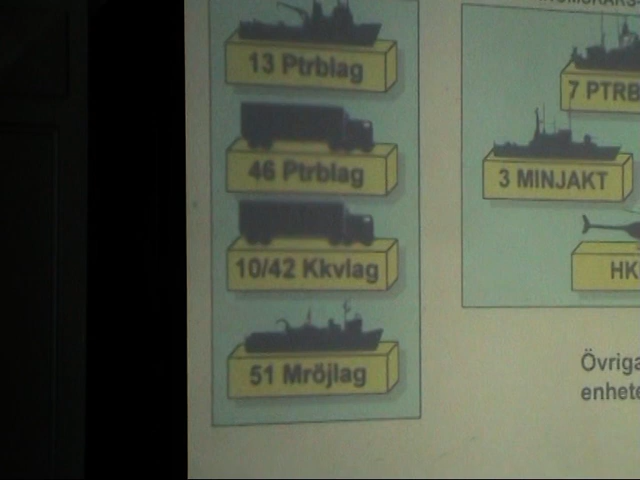 13 Ptrblag
46 Ptrblag
10/42 Kkvlag
51 Mröjlag
7 PTRB
3 MINJAKT
HK
Övriga
enhete